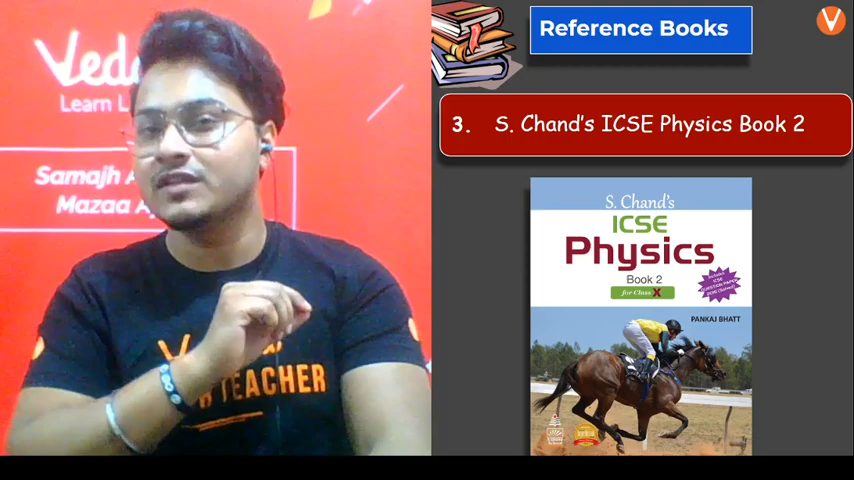 Reference Books
3. S. Chand's ICSE Physics Book 2
Learn L
Samajh A
Mazaa A
TEACHER
S. Chand's
ICSE
Physics
Book 2
for Class X
PANKAJ BHATT